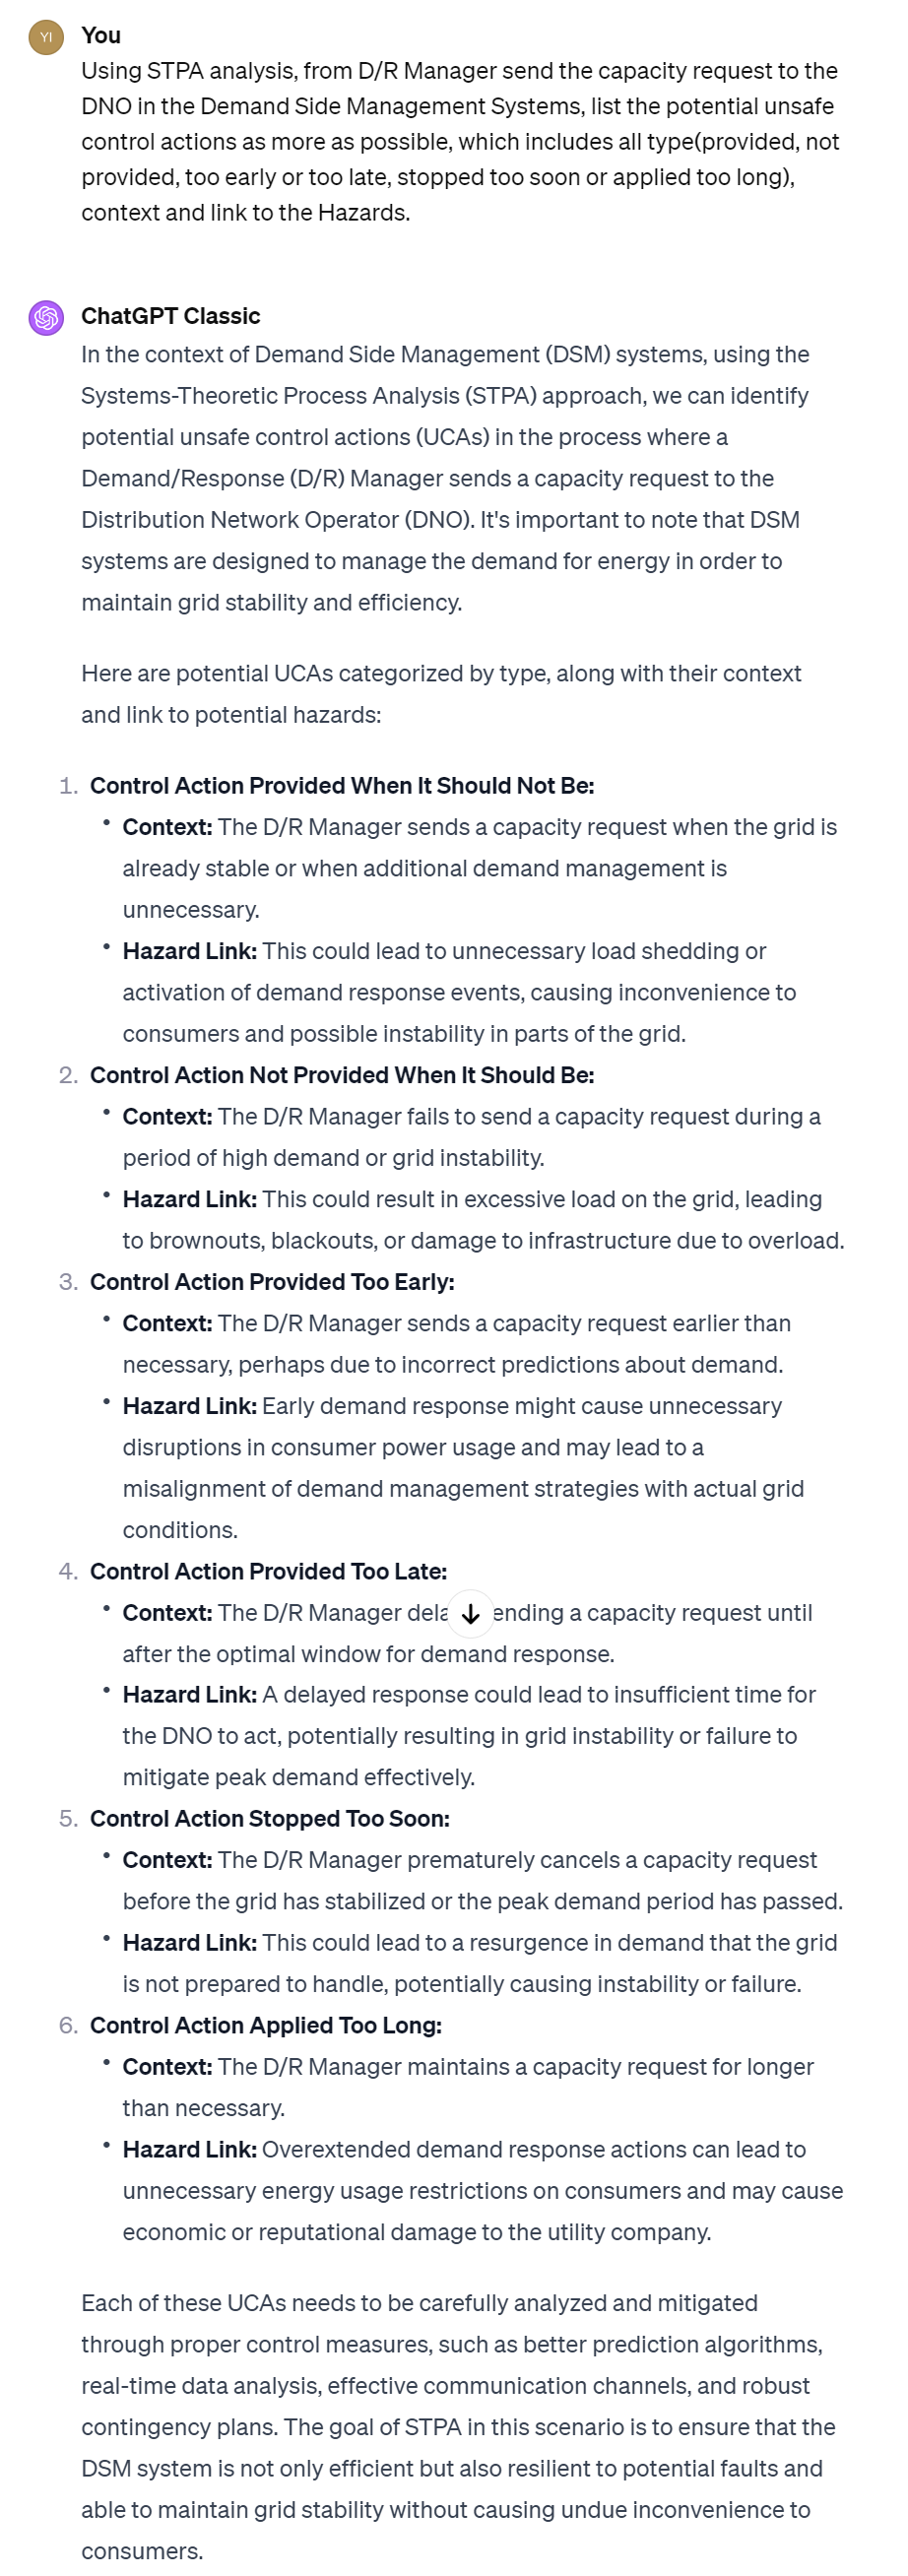 YI
You
Using STPA analysis, from D/R Manager send the capacity request to the
DNO in the Demand Side Management Systems, list the potential unsafe
control actions as more as possible, which includes all type(provided, not
provided, too early or too late, stopped too soon or applied too long),
context and link to the Hazards.
ChatGPT Classic
In the context of Demand Side Management (DSM) systems, using the
Systems-Theoretic Process Analysis (STPA) approach, we can identify
potential unsafe control actions (UCAs) in the process where a
Demand/Response (D/R) Manager sends a capacity request to the
Distribution Network Operator (DNO). It's important to note that DSM
systems are designed to manage the demand for energy in order to
maintain grid stability and efficiency.
Here are potential UCAs categorized by type, along with their context
and link to potential hazards:
1. Control Action Provided When It Should Not Be:
• Context: The D/R Manager sends a capacity request when the grid is
already stable or when additional demand management is
unnecessary.
• Hazard Link: This could lead to unnecessary load shedding or
activation of demand response events, causing inconvenience to
consumers and possible instability in parts of the grid.
2. Control Action Not Provided When It Should Be:
• Context: The D/R Manager fails to send a capacity request during a
period of high demand or grid instability.
• Hazard Link: This could result in excessive load on the grid, leading
to brownouts, blackouts, or damage to infrastructure due to overload.
3. Control Action Provided Too Early:
• Context: The D/R Manager sends a capacity request earlier than
necessary, perhaps due to incorrect predictions about demand.
• Hazard Link: Early demand response might cause unnecessary
disruptions in consumer power usage and may lead to a
misalignment of demand management strategies with actual grid
conditions.
4. Control Action Provided Too Late:
• Context: The D/R Manager a capacity request until
after the optimal window for demand response.
• Hazard Link: A delayed response could lead to insufficient time for
the DNO to act, potentially resulting in grid instability or failure to
mitigate peak demand effectively.
5. Control Action Stopped Too Soon:
• Context: The D/R Manager prematurely cancels a capacity request
before the grid has stabilized or the peak demand period has passed.
• Hazard Link: This could lead to a resurgence in demand that the grid
is not prepared to handle, potentially causing instability or failure.
6. Control Action Applied Too Long:
• Context: The D/R Manager maintains a capacity request for longer
than necessary.
• Hazard Link: Overextended demand response actions can lead to
unnecessary energy usage restrictions on consumers and may cause
economic or reputational damage to the utility company.
Each of these UCAs needs to be carefully analyzed and mitigated
through proper control measures, such as better prediction algorithms,
real-time data analysis, effective communication channels, and robust
contingency plans. The goal of STPA in this scenario is to ensure that the
DSM system is not only efficient but also resilient to potential faults and
able to maintain grid stability without causing undue inconvenience to
consumers.